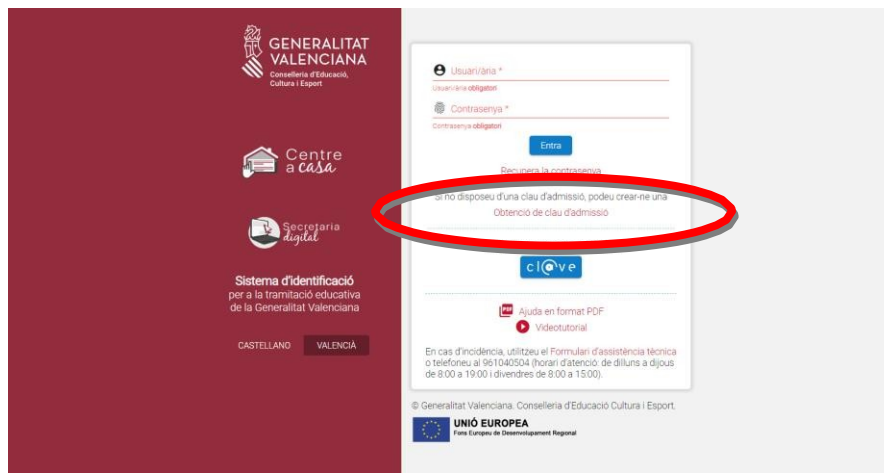 GENERALITAT
VALENCIANA
Conselleria d'Educació,
Cultura i Esport
Centre
a casa
Secretaria
digital
Sistema d'identificació
per a la tramitació educativa
de la Generalitat Valenciana
CASTELLANO VALENCIÀ
Usuari/ària *
Usuari/ària obligatori
Contrasenya *
Contrasenya obligatori
Entra
Recupera la contrasenya
Si no disposeu d'una clau d'admissió, podeu crear-ne una
Obtenció de clau d'admissió
cl@ve
PDF Ajuda en format PDF
Videotutorial
En cas d'incidència, utilitzeu el Formulari d'assistència tècnica
o telefoneu al 961040504 (horari d'atenció: de dilluns a dijous
de 8:00 a 19:00 i divendres de 8:00 a 15:00).
© Generalitat Valenciana. Conselleria d'Educació Cultura i Esport.
UNIÓ EUROPEA
Fons Europeu de Desenvolupament Regional